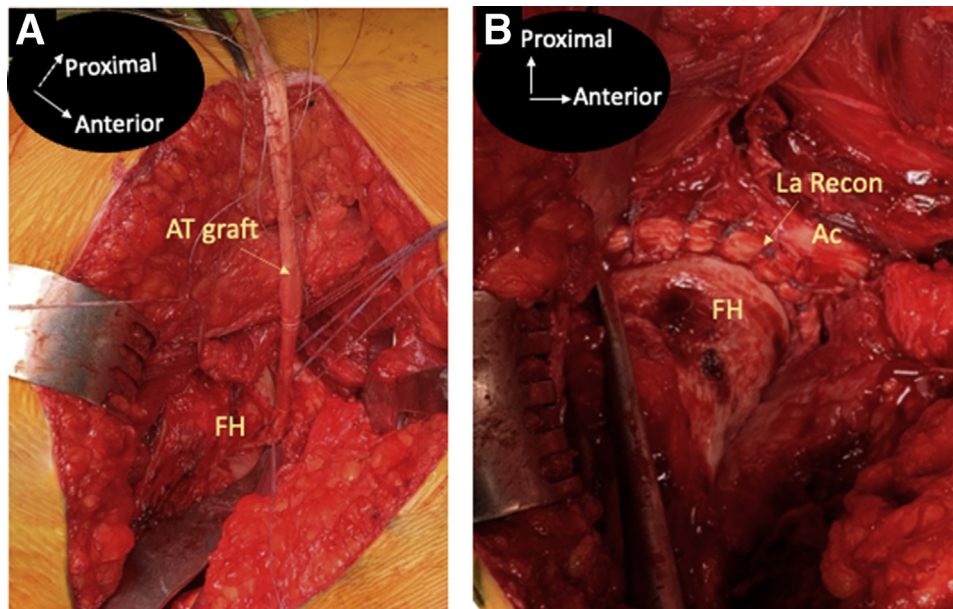 A
Proximal
Anterior
AT graft
FH
B
Proximal
Anterior
La Recon
Ac
FH